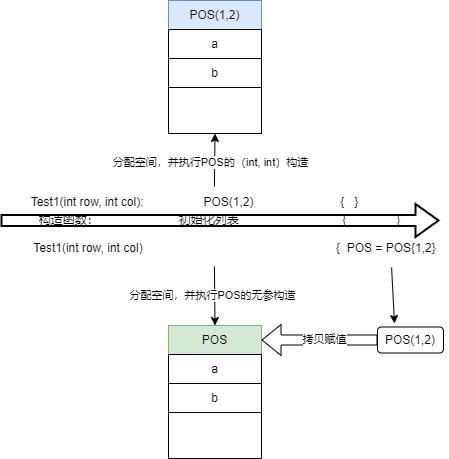 POS(1,2)
a
b
分配空间，并执行POS的（int, int）构造
Test1(int row, int col): POS(1,2) { }
构造函数： 初始化列表 { }
Test1(int row, int col) { POS = POS{1,2}
分配空间，并执行POS的无参构造
POS
拷贝赋值
POS(1,2)
a
b